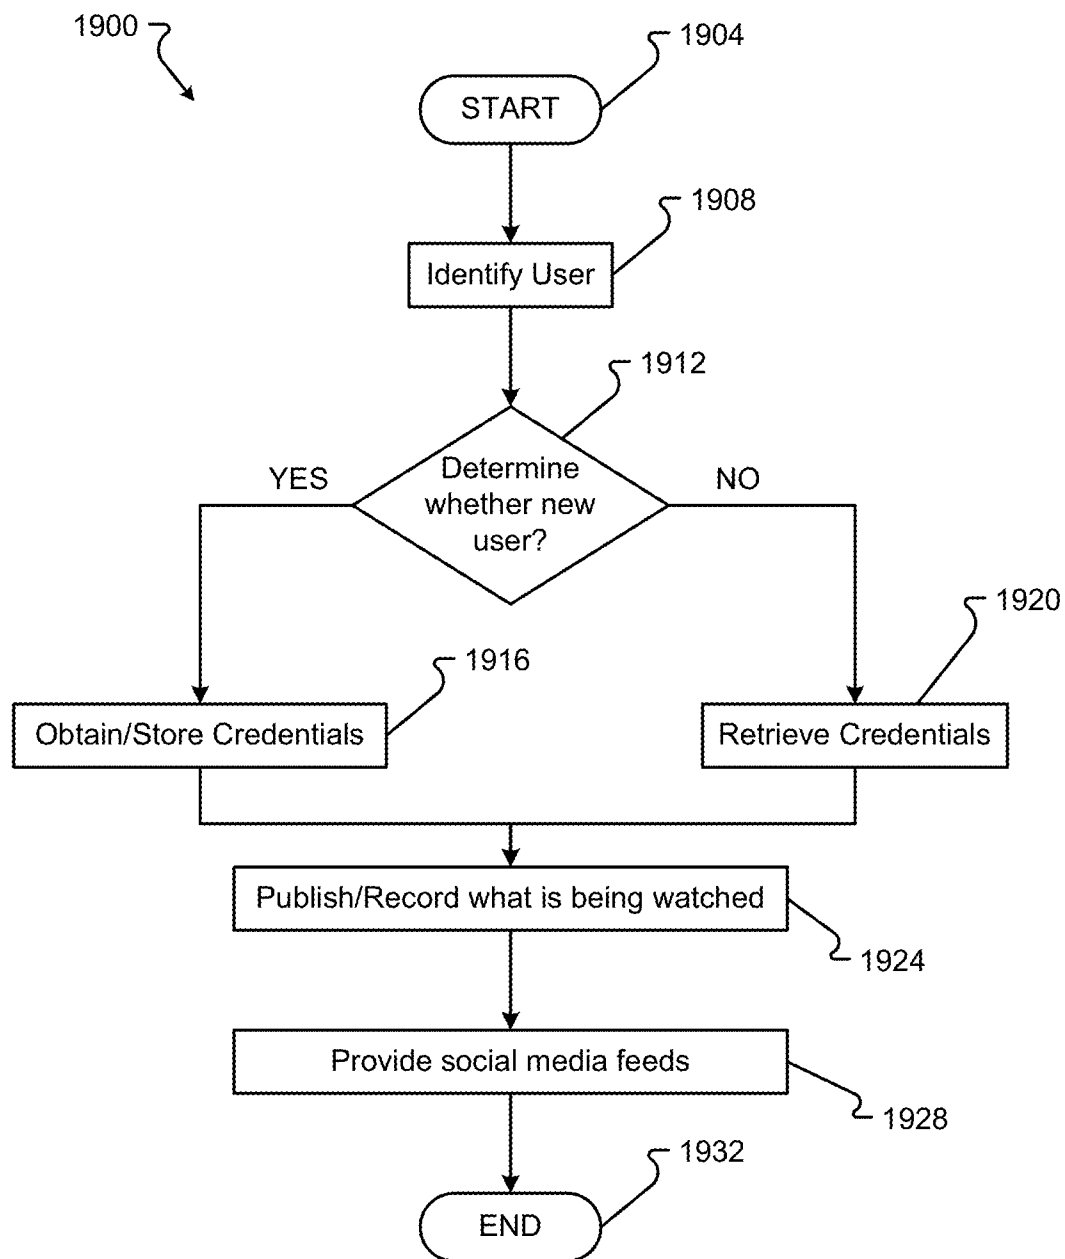 1900
1904
START
1908
Identify User
1912
Determine
whether new
user?
YES
NO
1920
1916
Obtain/Store Credentials
Retrieve Credentials
Publish/Record what is being watched
1924
Provide social media feeds
1928
1932
END